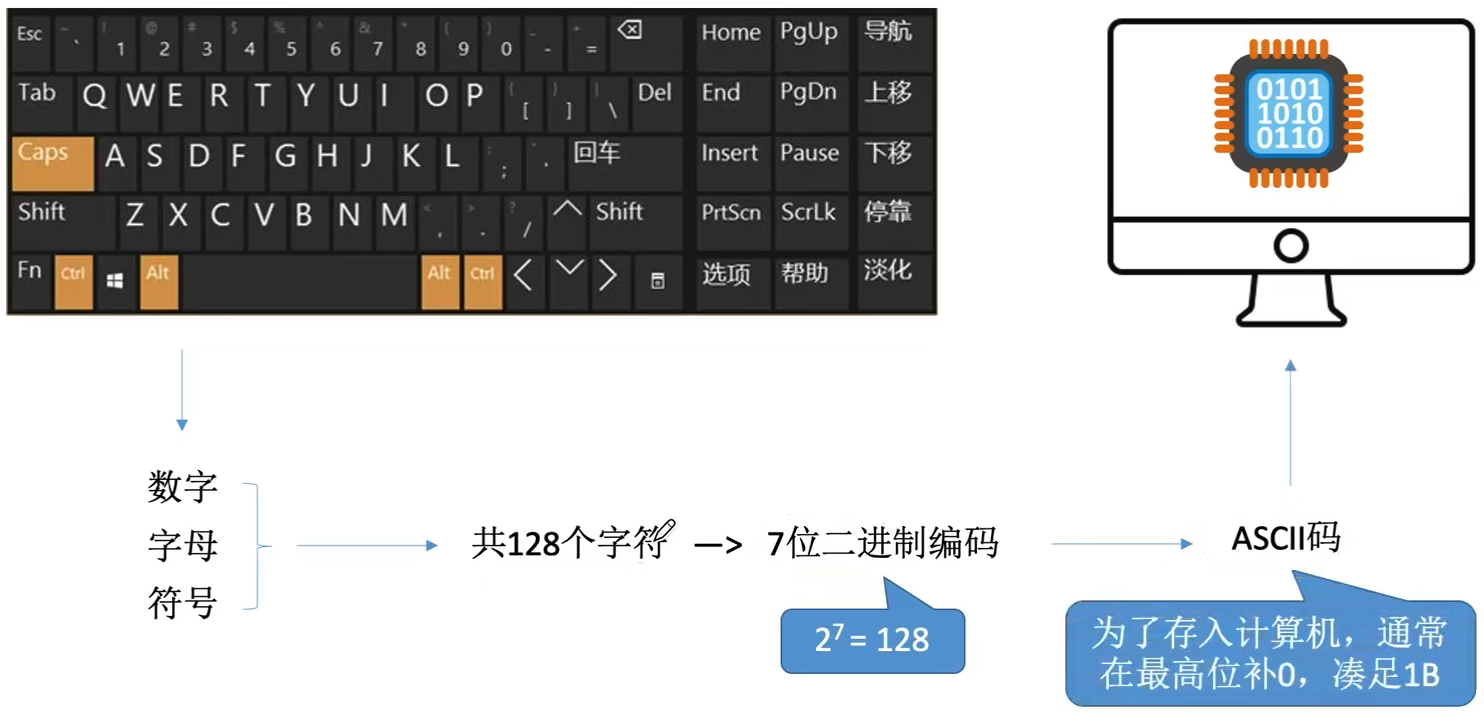 Esc ~ ` ! 1 @ 2 # 3 $ 4 % 5 ^ 6 & 7 * 8 ( 9 ) 0 _ - + = Home PgUp 导航
Tab Q W E R T Y U I O P { [ } ] | \ Del End PgDn 上移
Caps A S D F G H J K L : ; " ' 回车 Insert Pause 下移
Shift Z X C V B N M < , > . ? / Shift PrtScn ScrLk 停靠
Fn Ctrl Alt Alt Ctrl 选项 帮助 淡化
0101
1010
0110
数字
字母
符号
共128个字符 —> 7位二进制编码
ASCII码
2⁷ = 128
为了存入计算机，通常
在最高位补0，凑足1B